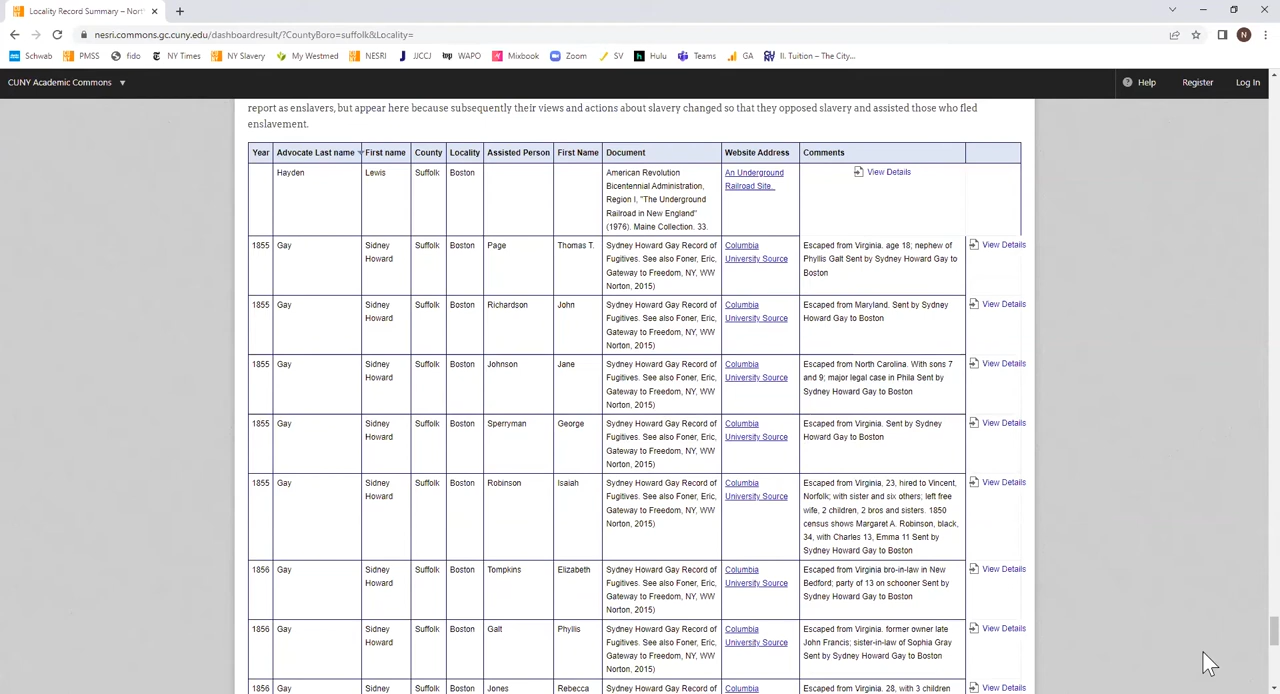 Locality Record Summary – Nort
nesri.commons.gc.cuny.edu/dashboardresult/?CountyBoro=suffolk&Locality=
N
Schwab PMSS fido NY Times NY Slavery My Westmed NESRI JJCCJ WAPO Mixbook Zoom SV Hulu Teams GA II. Tuition – The City...
CUNY Academic Commons Help Register Log In
report as enslavers, but appear here because subsequently their views and actions about slavery changed so that they opposed slavery and assisted those who fled
enslavement.
Year Advocate Last name First name County Locality Assisted Person First Name Document Website Address Comments
Hayden Lewis Suffolk Boston American Revolution An Underground View Details
Bicentennial Administration, Railroad Site.
Region I, "The Underground
Railroad in New England"
(1976). Maine Collection. 33.
1855 Gay Sidney Suffolk Boston Page Thomas T. Sydney Howard Gay Record of Columbia Escaped from Virginia. age 18; nephew of View Details
Howard Fugitives. See also Foner, Eric, University Source Phyllis Galt Sent by Sydney Howard Gay to
Gateway to Freedom, NY, WW Boston
Norton, 2015)
1855 Gay Sidney Suffolk Boston Richardson John Sydney Howard Gay Record of Columbia Escaped from Maryland. Sent by Sydney View Details
Howard Fugitives. See also Foner, Eric, University Source Howard Gay to Boston
Gateway to Freedom, NY, WW
Norton, 2015)
1855 Gay Sidney Suffolk Boston Johnson Jane Sydney Howard Gay Record of Columbia Escaped from North Carolina. With sons 7 View Details
Howard Fugitives. See also Foner, Eric, University Source and 9; major legal case in Phila Sent by
Gateway to Freedom, NY, WW Sydney Howard Gay to Boston
Norton, 2015)
1855 Gay Sidney Suffolk Boston Sperryman George Sydney Howard Gay Record of Columbia Escaped from Virginia. Sent by Sydney View Details
Howard Fugitives. See also Foner, Eric, University Source Howard Gay to Boston
Gateway to Freedom, NY, WW
Norton, 2015)
1855 Gay Sidney Suffolk Boston Robinson Isaiah Sydney Howard Gay Record of Columbia Escaped from Virginia. 23, hired to Vincent, View Details
Howard Fugitives. See also Foner, Eric, University Source Norfolk; with sister and six others; left free
Gateway to Freedom, NY, WW wife, 2 children, 2 bros and sisters. 1850
Norton, 2015) census shows Margaret A. Robinson, black,
34, with Charles 13, Emma 11 Sent by
Sydney Howard Gay to Boston
1856 Gay Sidney Suffolk Boston Tompkins Elizabeth Sydney Howard Gay Record of Columbia Escaped from Virginia bro-in-law in New View Details
Howard Fugitives. See also Foner, Eric, University Source Bedford; party of 13 on schooner Sent by
Gateway to Freedom, NY, WW Sydney Howard Gay to Boston
Norton, 2015)
1856 Gay Sidney Suffolk Boston Galt Phyllis Sydney Howard Gay Record of Columbia Escaped from Virginia. former owner late View Details
Howard Fugitives. See also Foner, Eric, University Source John Francis; sister-in-law of Sophia Gray
Gateway to Freedom, NY, WW Sent by Sydney Howard Gay to Boston
Norton, 2015)
1856 Gay Sidney Suffolk Boston Jones Rebecca Sydney Howard Gay Record of Columbia Escaped from Virginia. 28, with 3 children View Details